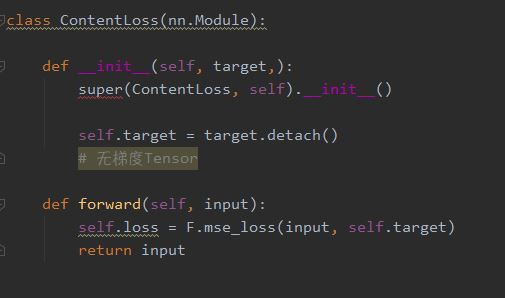 class ContentLoss(nn.Module):
def __init__(self, target,):
super(ContentLoss, self).__init__()
self.target = target.detach()
# 无梯度Tensor
def forward(self, input):
self.loss = F.mse_loss(input, self.target)
return input